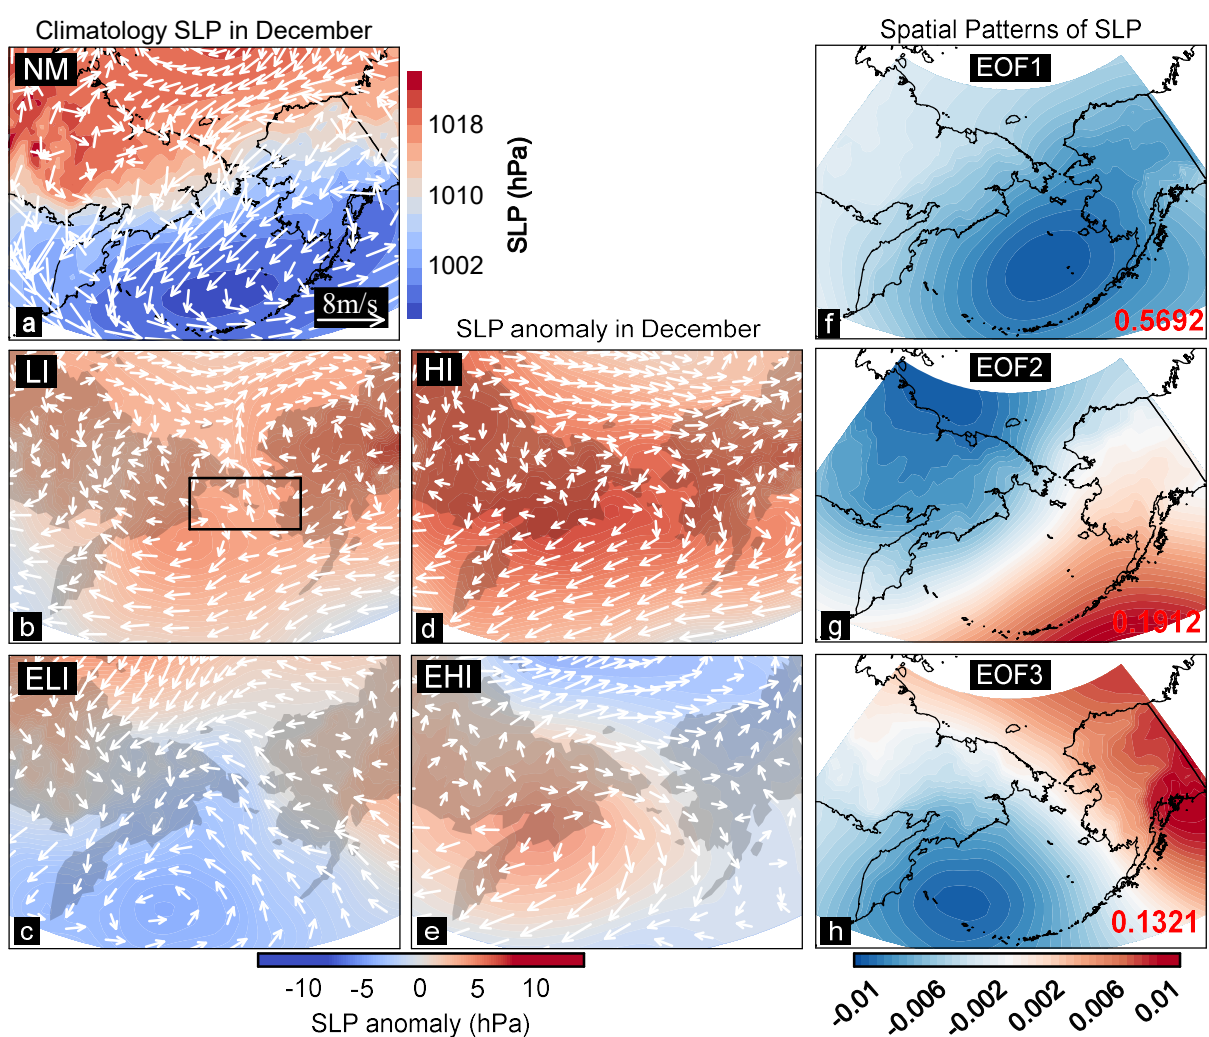 Climatology SLP in December
NM
1018
1010
1002
SLP (hPa)
8m/s
a
Spatial Patterns of SLP
EOF1
f
0.5692
SLP anomaly in December
LI
b
HI
d
EOF2
g
0.1912
ELI
c
EHI
e
EOF3
h
0.1321
-10 -5 0 5 10
SLP anomaly (hPa)
-0.01 -0.006 -0.002 0.002 0.006 0.01